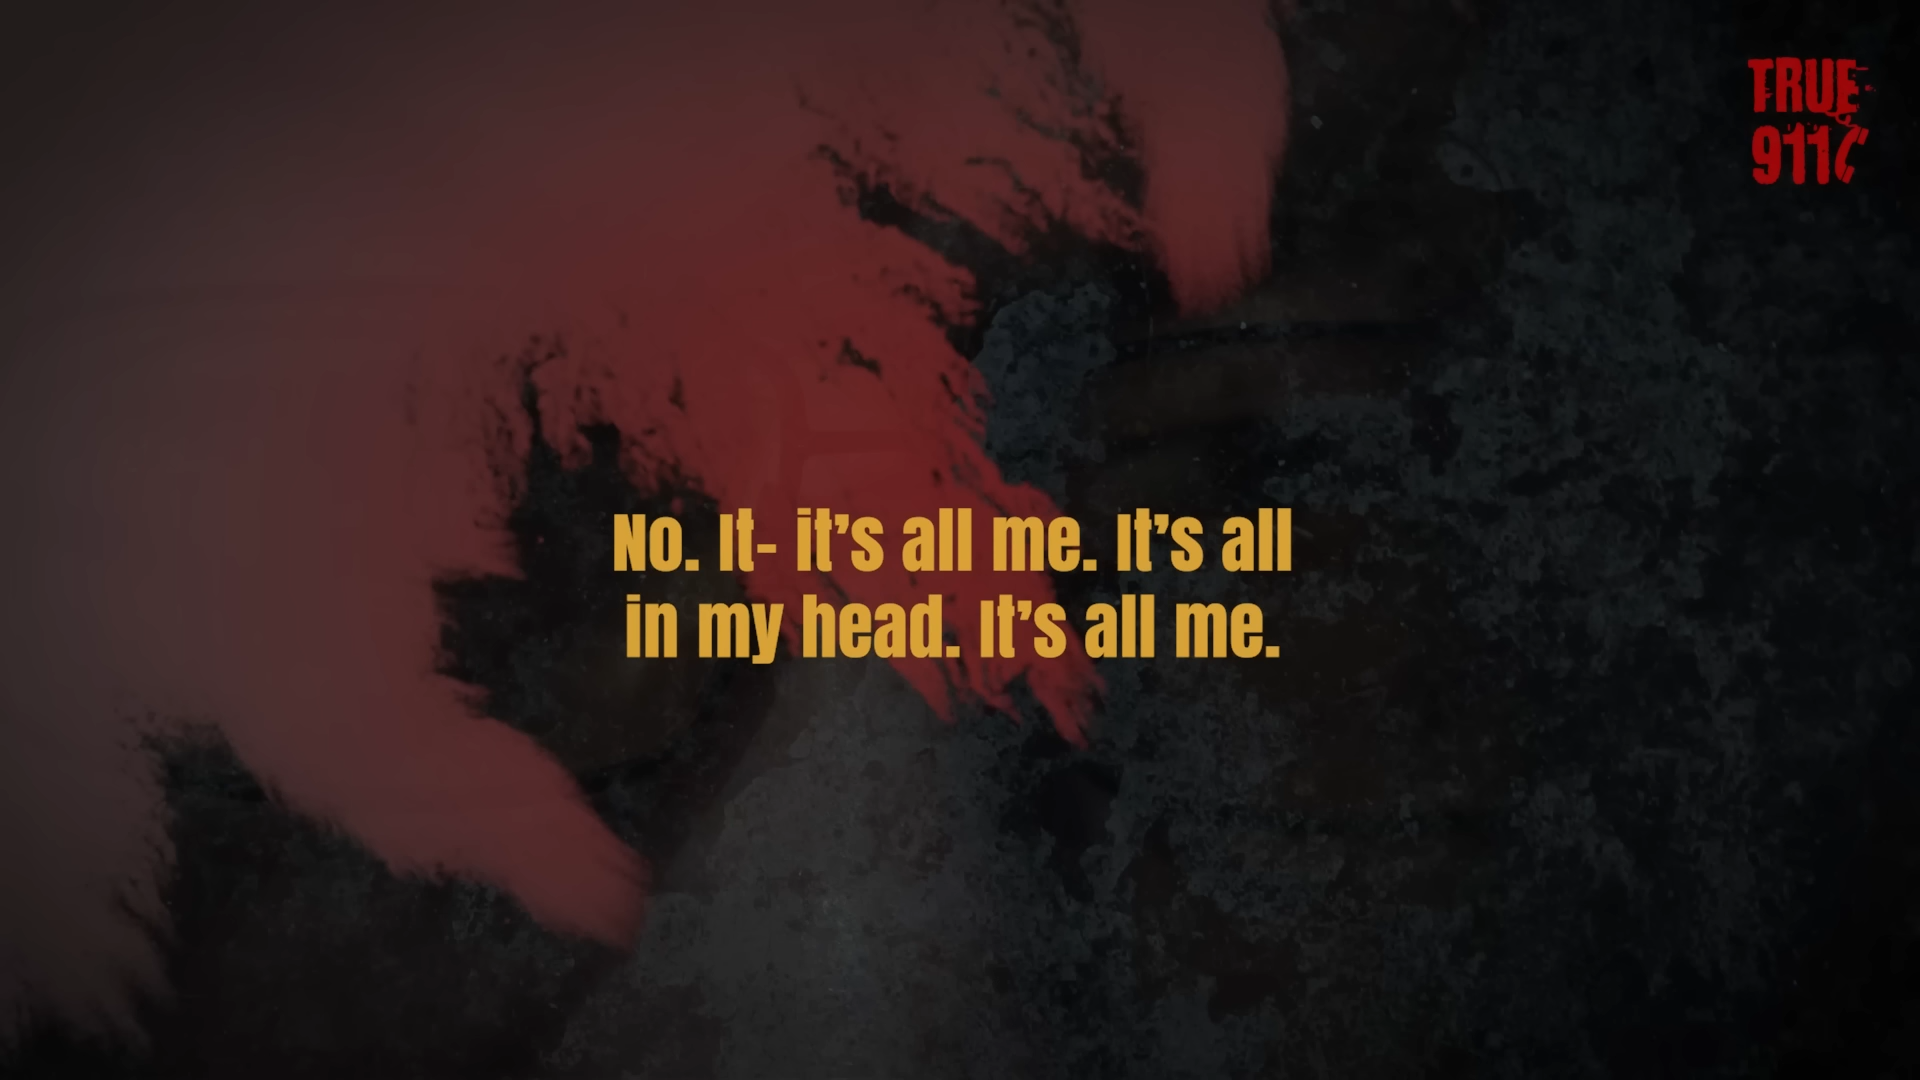 TRUE
911
No. It- it’s all me. It’s all
in my head. It’s all me.